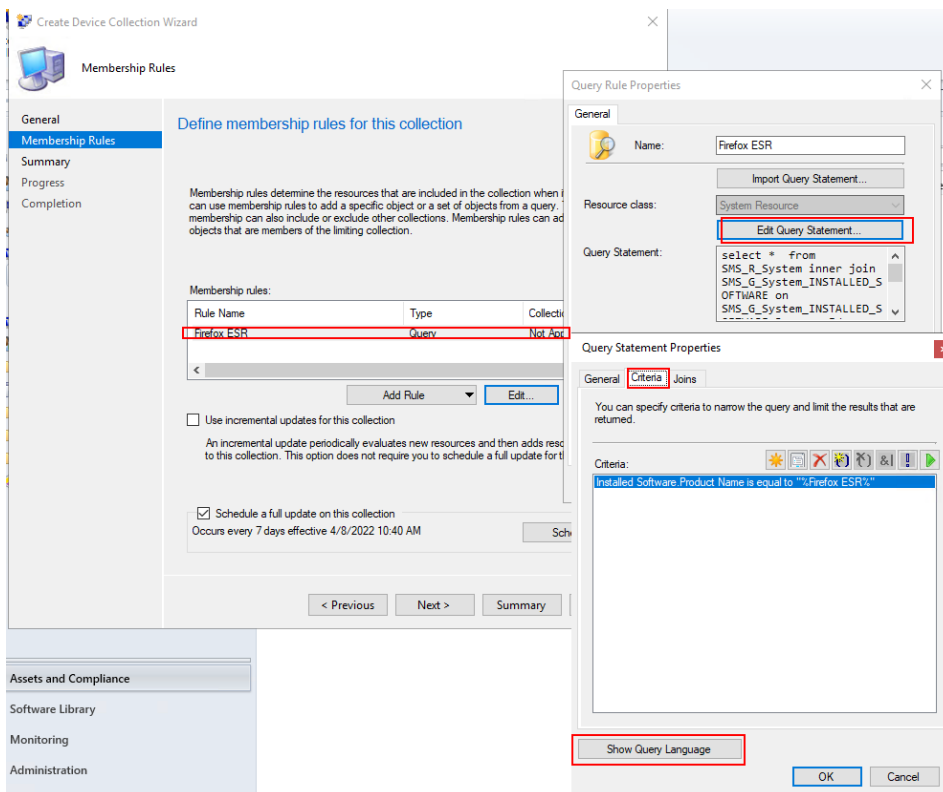 Create Device Collection Wizard
Membership Rules
General
Membership Rules
Summary
Progress
Completion
Define membership rules for this collection
Membership rules determine the resources that are included in the collection when
can use membership rules to add a specific object or a set of objects from a query.
membership can also include or exclude other collections. Membership rules can ad
objects that are members of the limiting collection.
Membership rules:
Rule Name Type Collectio
Firefox ESR Query Not App
Add Rule Edit...
Use incremental updates for this collection
An incremental update periodically evaluates new resources and then adds reso
to this collection. This option does not require you to schedule a full update for t
Schedule a full update on this collection
Occurs every 7 days effective 4/8/2022 10:40 AM
Sch
< Previous Next > Summary
Assets and Compliance
Software Library
Monitoring
Administration
Query Rule Properties
General
Name: Firefox ESR
Import Query Statement...
Resource class: System Resource
Edit Query Statement...
Query Statement:
select * from
SMS_R_System inner join
SMS_G_System_INSTALLED_S
OFTWARE on
SMS_G_System_INSTALLED_S
Query Statement Properties
General Criteria Joins
You can specify criteria to narrow the query and limit the results that are
returned.
Criteria:
Installed Software.Product Name is equal to "%Firefox ESR%"
Show Query Language
OK Cancel